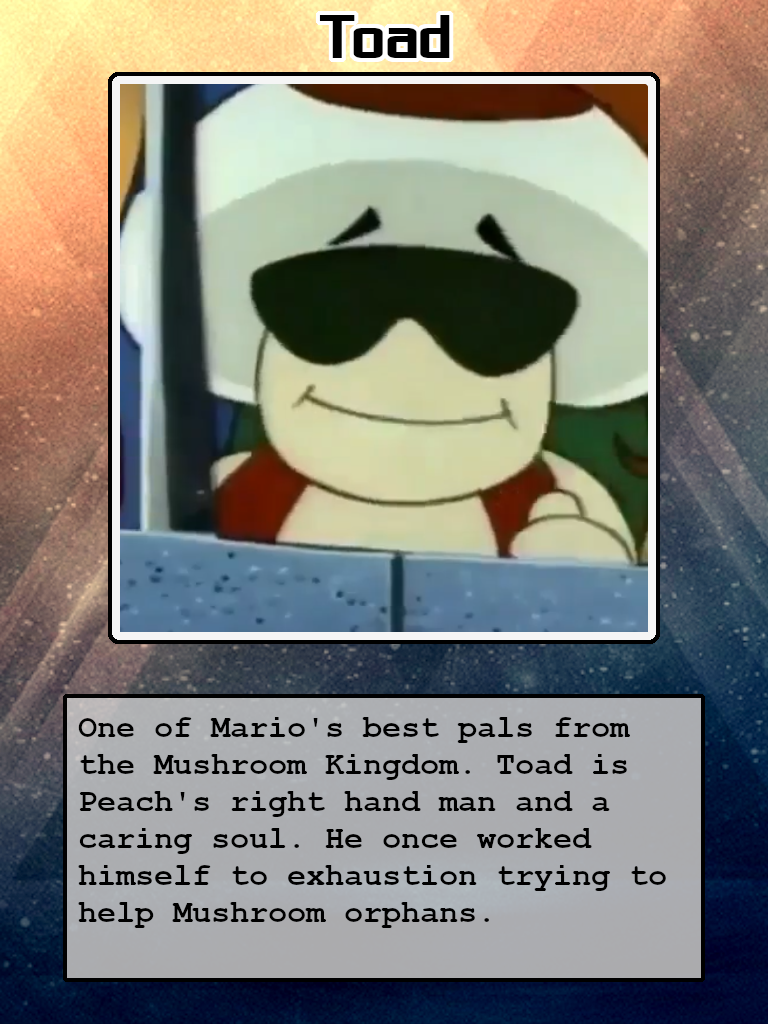 Toad
One of Mario's best pals from
the Mushroom Kingdom. Toad is
Peach's right hand man and a
caring soul. He once worked
himself to exhaustion trying to
help Mushroom orphans.